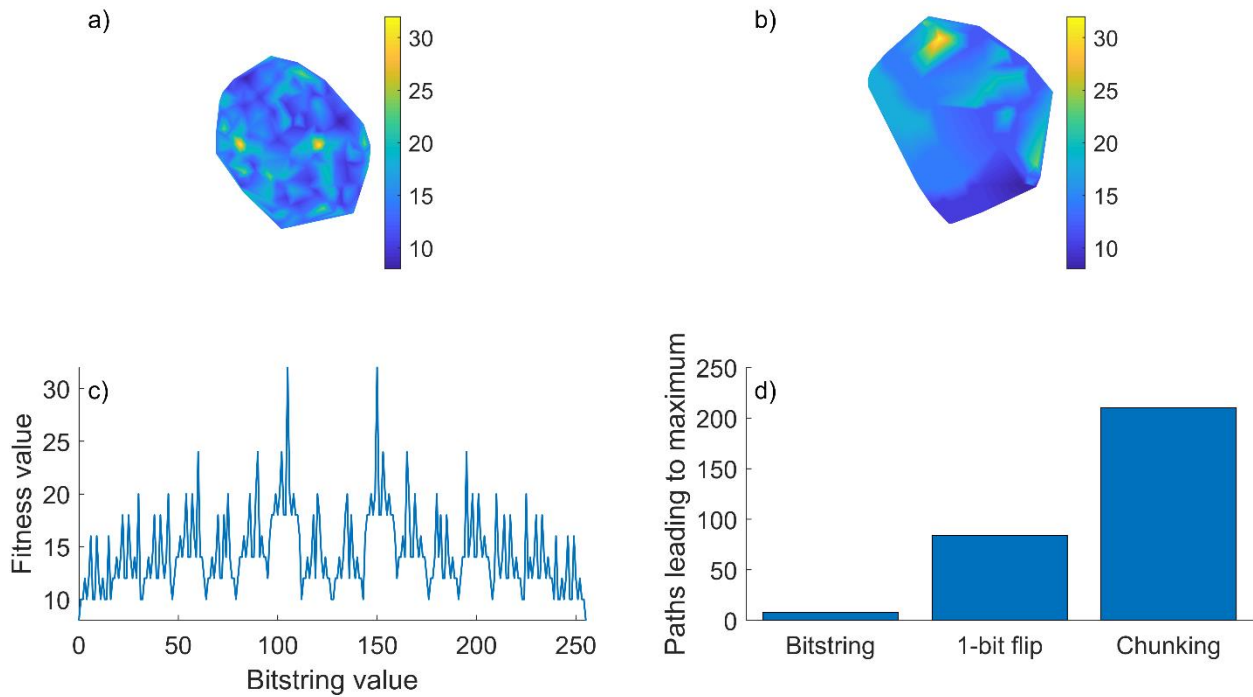 a)
30
25
20
15
10
b)
30
25
20
15
10
c)
Fitness value
30
25
20
15
10
0 50 100 150 200 250
Bitstring value
d)
Paths leading to maximum
250
200
150
100
50
0
Bitstring 1-bit flip Chunking